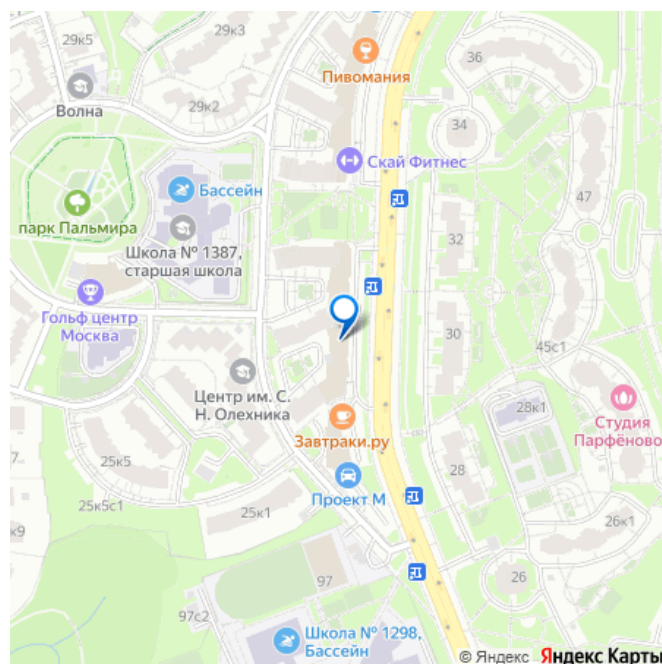 29к5
29к3
36
Пивомания
Волна
29к2
34
Скай Фитнес
Бассейн
парк Пальмира
47
Школа № 1387,
старшая школа
32
Гольф центр
Москва
30
45с1
Центр им. С.
Н. Олехника
28к1
Студия
Парфёново
Завтраки.ру
7
25к5
28
Проект М
25к5с1
25к1
26к1
к9
97
26
97с2
Школа № 1298,
Бассейн
© Яндекс Яндекс Карты